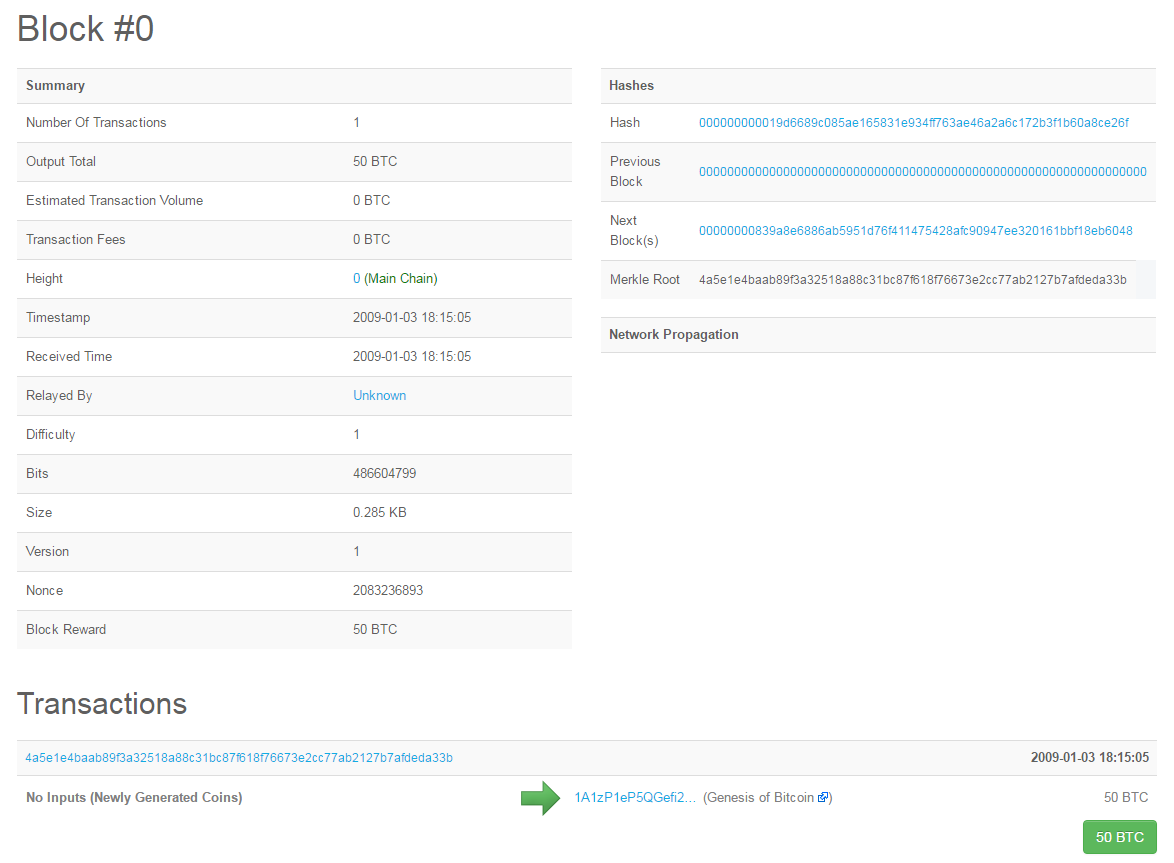 Block #0
Summary
Number Of Transactions 1
Output Total 50 BTC
Estimated Transaction Volume 0 BTC
Transaction Fees 0 BTC
Height 0 (Main Chain)
Timestamp 2009-01-03 18:15:05
Received Time 2009-01-03 18:15:05
Relayed By Unknown
Difficulty 1
Bits 486604799
Size 0.285 KB
Version 1
Nonce 2083236893
Block Reward 50 BTC
Hashes
Hash 000000000019d6689c085ae165831e934ff763ae46a2a6c172b3f1b60a8ce26f
Previous
Block 0000000000000000000000000000000000000000000000000000000000000000
Next
Block(s) 00000000839a8e6886ab5951d76f411475428afc90947ee320161bbf18eb6048
Merkle Root 4a5e1e4baab89f3a32518a88c31bc87f618f76673e2cc77ab2127b7afdeda33b
Network Propagation
Transactions
4a5e1e4baab89f3a32518a88c31bc87f618f76673e2cc77ab2127b7afdeda33b 2009-01-03 18:15:05
No Inputs (Newly Generated Coins) 1A1zP1eP5QGefi2... (Genesis of Bitcoin) 50 BTC
50 BTC